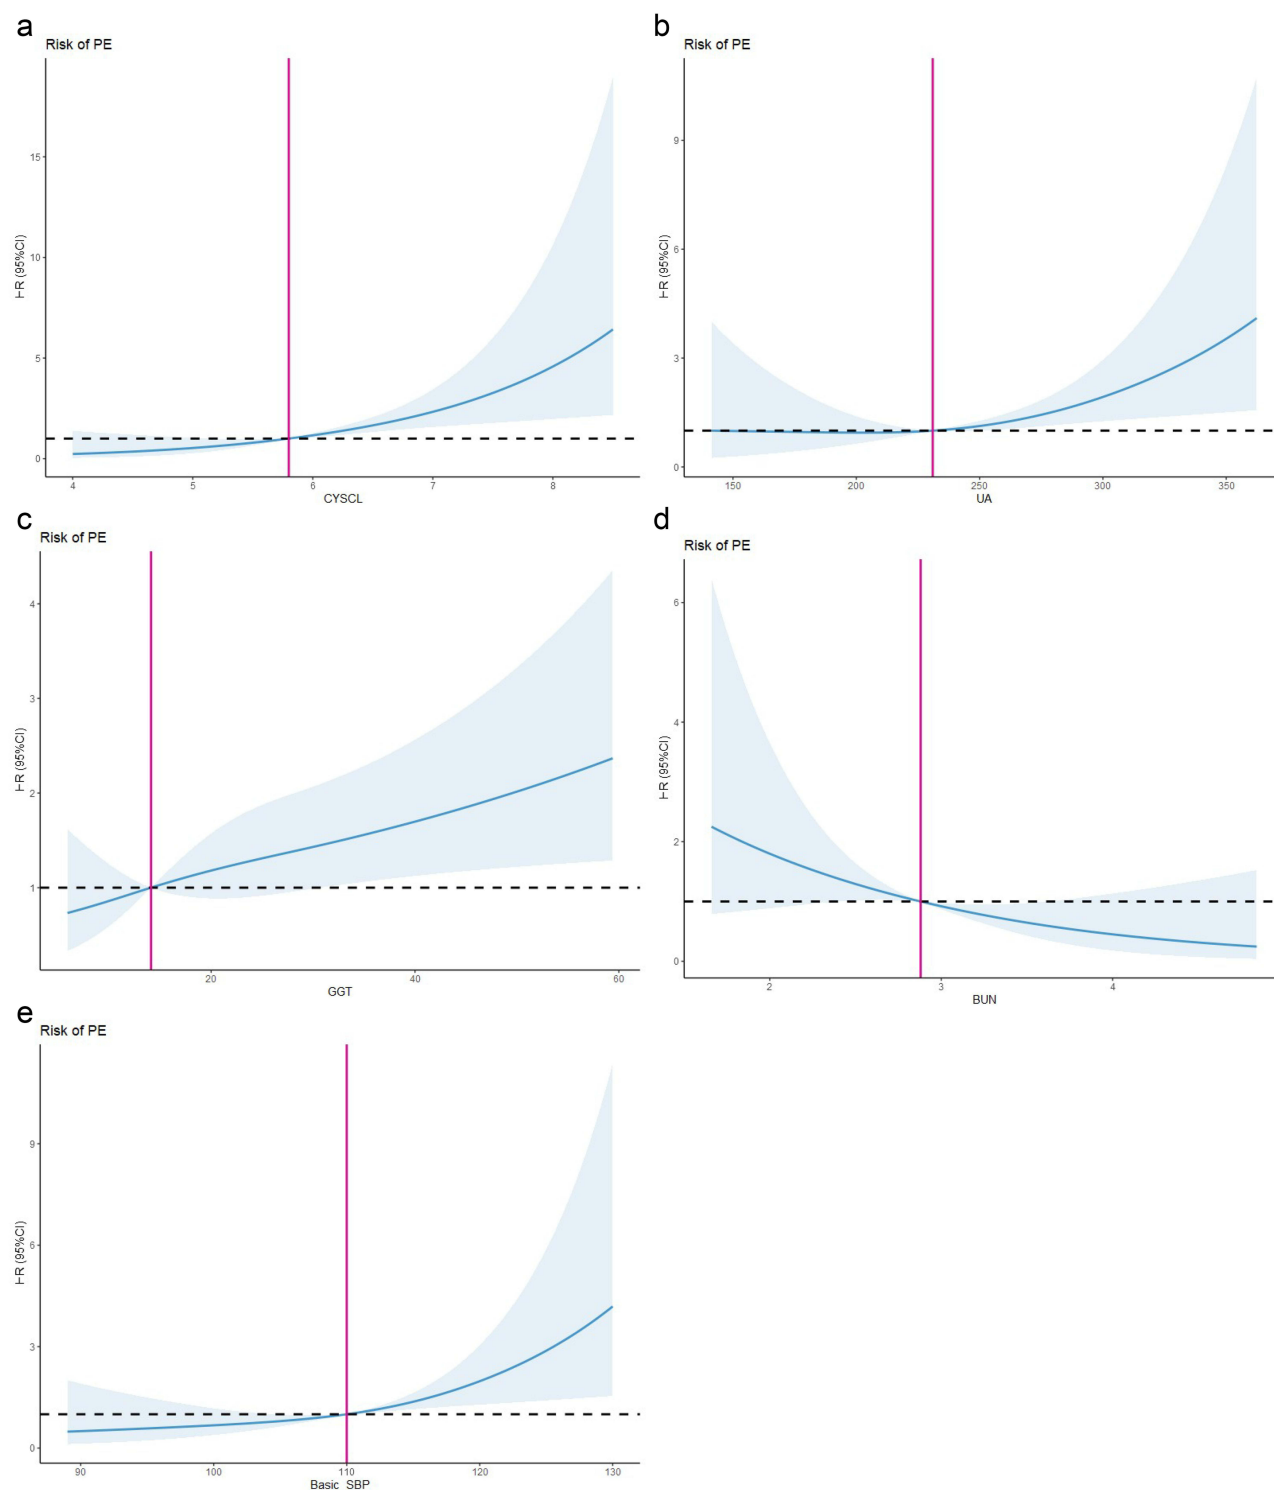 a
Risk of PE
15
10
5
0
HR (95%CI)
4 5 6 7 8
CYSCL
b
Risk of PE
9
6
3
0
HR (95%CI)
150 200 250 300 350
UA
c
Risk of PE
4
3
2
1
HR (95%CI)
20 40 60
GGT
d
Risk of PE
6
4
2
0
HR (95%CI)
2 3 4
BUN
e
Risk of PE
9
6
3
0
HR (95%CI)
90 100 110 120 130
Basic SBP